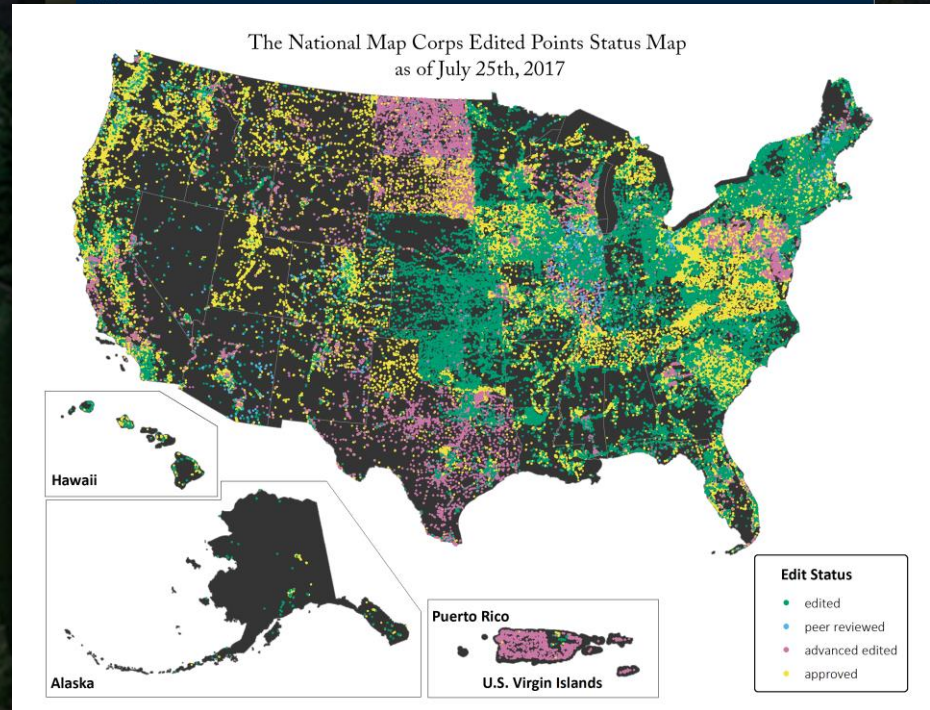 The National Map Corps Edited Points Status Map
as of July 25th, 2017
Hawaii
Alaska
Puerto Rico
U.S. Virgin Islands
Edit Status
edited
peer reviewed
advanced edited
approved